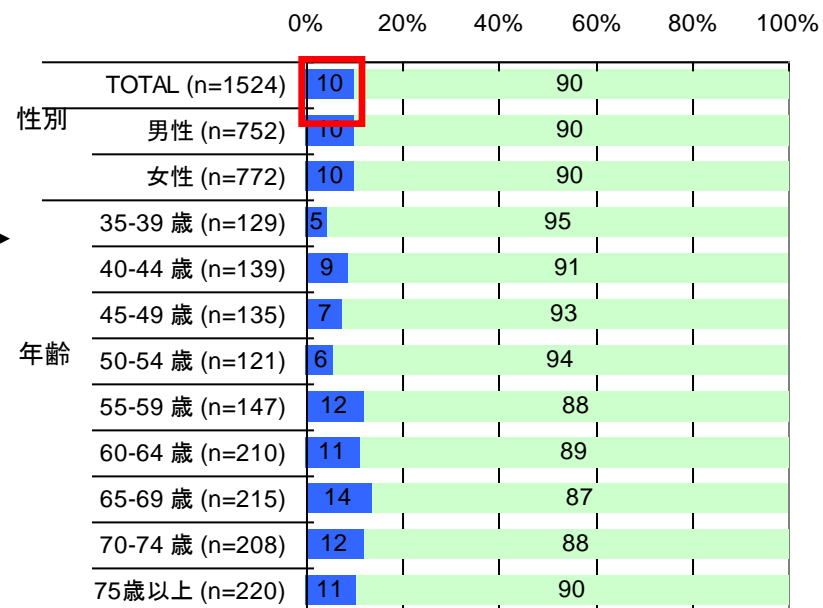 0% 20% 40% 60% 80% 100%
TOTAL (n=1524) 10 90
性別
男性 (n=752) 10 90
女性 (n=772) 10 90
35-39 歳 (n=129) 5 95
40-44 歳 (n=139) 9 91
45-49 歳 (n=135) 7 93
年齢
50-54 歳 (n=121) 6 94
55-59 歳 (n=147) 12 88
60-64 歳 (n=210) 11 89
65-69 歳 (n=215) 14 87
70-74 歳 (n=208) 12 88
75歳以上 (n=220) 11 90